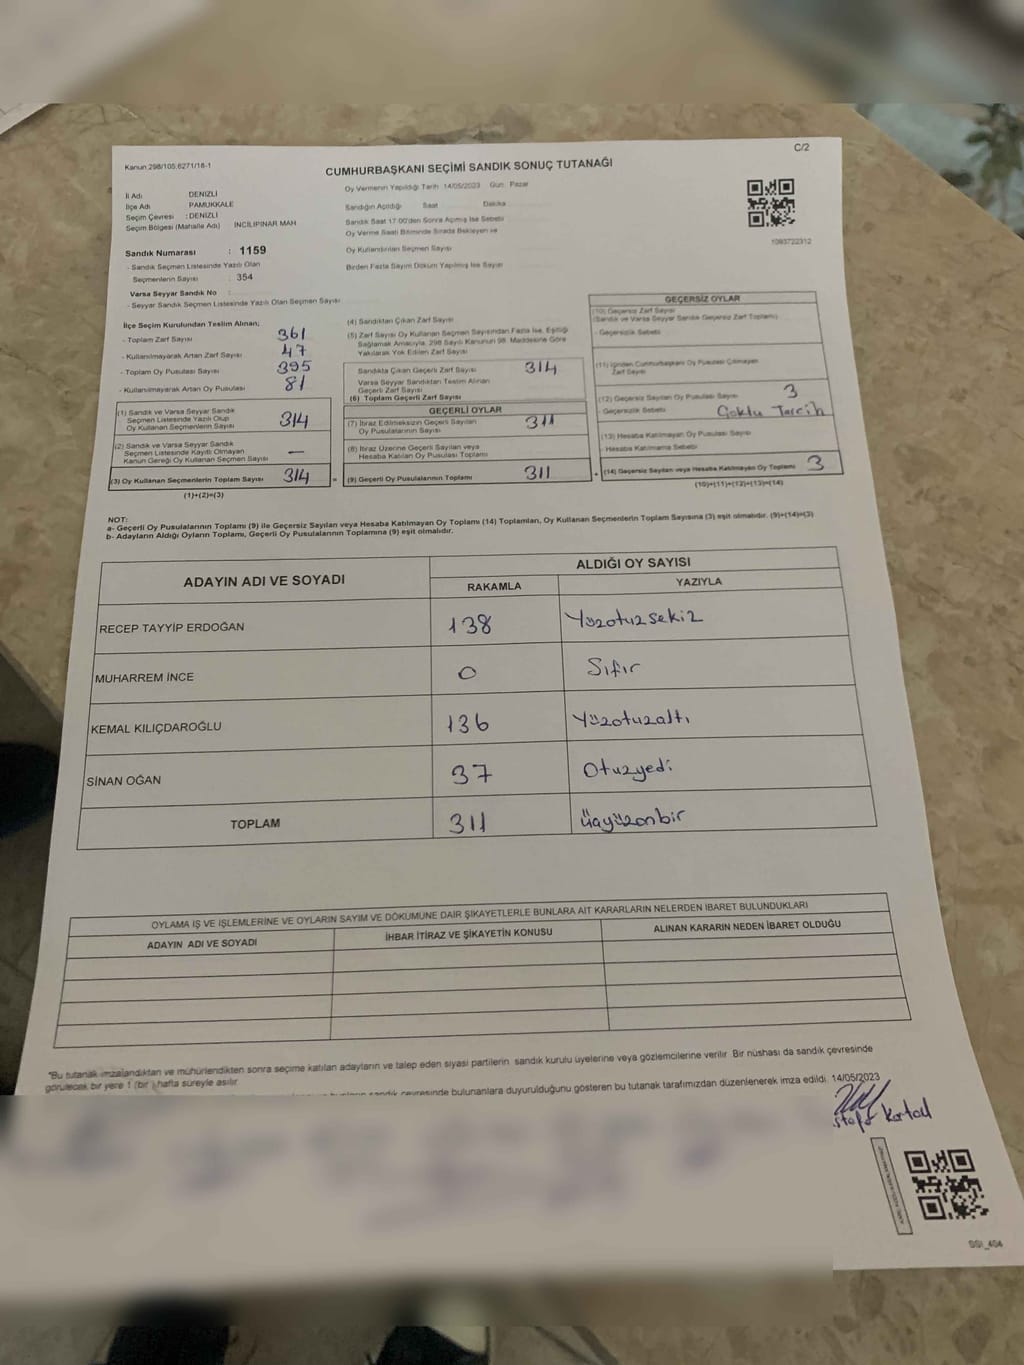 Kanun:298/105,6271/18-1
C/2
CUMHURBAŞKANI SEÇİMİ SANDIK SONUÇ TUTANAĞI
İl Adı DENİZLİ
İlçe Adı PAMUKKALE
Seçim Çevresi :DENİZLİ
Seçim Bölgesi (Mahalle Adı) İNCİLİPINAR MAH
Sandık Numarası : 1159
- Sandık Seçmen Listesinde Yazılı Olan
Seçmenlerin Sayısı : 354
Varsa Seyyar Sandık No :
- Seyyar Sandık Seçmen Listesinde Yazılı Olan Seçmen Sayısı
Oy Vermenin Yapıldığı Tarih 14/05/2023 Gün: Pazar
Sandığın Açıldığı Saat Dakika
Sandık Saat 17:00'den Sonra Açılmış İse Sebebi
Oy Verme Saati Bitiminde Sırada Bekleyen ve
Oy Kullandırılan Seçmen Sayısı
Birden Fazla Sayım Döküm Yapılmış İse Sayısı
1093722312
İlçe Seçim Kurulundan Teslim Alınan;
- Toplam Zarf Sayısı 361
- Kullanılmayarak Artan Zarf Sayısı 47
- Toplam Oy Pusulası Sayısı 395
- Kullanılmayarak Artan Oy Pusulası 81
(1) Sandık ve Varsa Seyyar Sandık
Seçmen Listesinde Yazılı Olup
Oy Kullanan Seçmenlerin Sayısı 314
(2) Sandık ve Varsa Seyyar Sandık
Seçmen Listesinde Kayıtlı Olmayan
Kanun Gereği Oy Kullanan Seçmen Sayısı —
(3) Oy Kullanan Seçmenlerin Toplam Sayısı 314 =
(1)+(2)=(3)
(4) Sandıktan Çıkan Zarf Sayısı
(5) Zarf Sayısı Oy Kullanan Seçmen Sayısından Fazla İse, Eşitliği
Sağlamak Amacıyla, 298 Sayılı Kanunun 98. Maddesine Göre
Yakılarak Yok Edilen Zarf Sayısı
Sandıkta Çıkan Geçerli Zarf Sayısı 314
Varsa Seyyar Sandıktan Teslim Alınan
Geçerli Zarf Sayısı
(6) Toplam Geçerli Zarf Sayısı
GEÇERLİ OYLAR
(7) İtiraz Edilmeksizin Geçerli Sayılan
Oy Pusulalarının Sayısı 311
(8) İtiraz Üzerine Geçerli Sayılan veya
Hesaba Katılan Oy Pusulası Toplamı
(9) Geçerli Oy Pusulalarının Toplamı 311 +
GEÇERSİZ OYLAR
(10) Geçersiz Zarf Sayısı
(Sandık ve Varsa Seyyar Sandık Geçersiz Zarf Toplamı)
- Geçersizlik Sebebi
(11) İçinden Cumhurbaşkanı Oy Pusulası Çıkmayan
Zarf Sayısı
(12) Geçersiz Sayılan Oy Pusulası Sayısı 3
- Geçersizlik Sebebi Çoklu Tercih
(13) Hesaba Katılmayan Oy Pusulası Sayısı
- Hesaba Katılmama Sebebi
(14) Geçersiz Sayılan veya Hesaba Katılmayan Oy Toplamı 3
(10)+(11)+(12)+(13)=(14)
NOT:
a- Geçerli Oy Pusulalarının Toplamı (9) ile Geçersiz Sayılan veya Hesaba Katılmayan Oy Toplamı (14) Toplamları, Oy Kullanan Seçmenlerin Toplam Sayısına (3) eşit olmalıdır. (9)+(14)=(3)
b- Adayların Aldığı Oyların Toplamı, Geçerli Oy Pusulalarının Toplamına (9) eşit olmalıdır.
ADAYIN ADI VE SOYADI
ALDIĞI OY SAYISI
RAKAMLA YAZIYLA
RECEP TAYYİP ERDOĞAN 138 Yüzotuzsekiz
MUHARREM İNCE 0 Sıfır
KEMAL KILIÇDAROĞLU 136 Yüzotuzaltı
SİNAN OĞAN 37 Otuzyedi
TOPLAM 311 üçyüzonbir
OYLAMA İŞ VE İŞLEMLERİNE VE OYLARIN SAYIM VE DÖKÜMÜNE DAİR ŞİKAYETLERLE BUNLARA AİT KARARLARIN NELERDEN İBARET BULUNDUKLARI
ADAYIN ADI VE SOYADI İHBAR İTİRAZ VE ŞİKAYETİN KONUSU ALINAN KARARIN NEDEN İBARET OLDUĞU
"Bu tutanak imzalandıktan ve mühürlendikten sonra seçime katılan adayların ve talep eden siyasi partilerin sandık kurulu üyelerine veya gözlemcilerine verilir. Bir nüshası da sandık çevresinde
görülecek bir yere 1 (bir) hafta süreyle asılır.
sandık çevresinde bulunanlara duyurulduğunu gösteren bu tutanak tarafımızdan düzenlenerek imza edildi. 14/05/2023